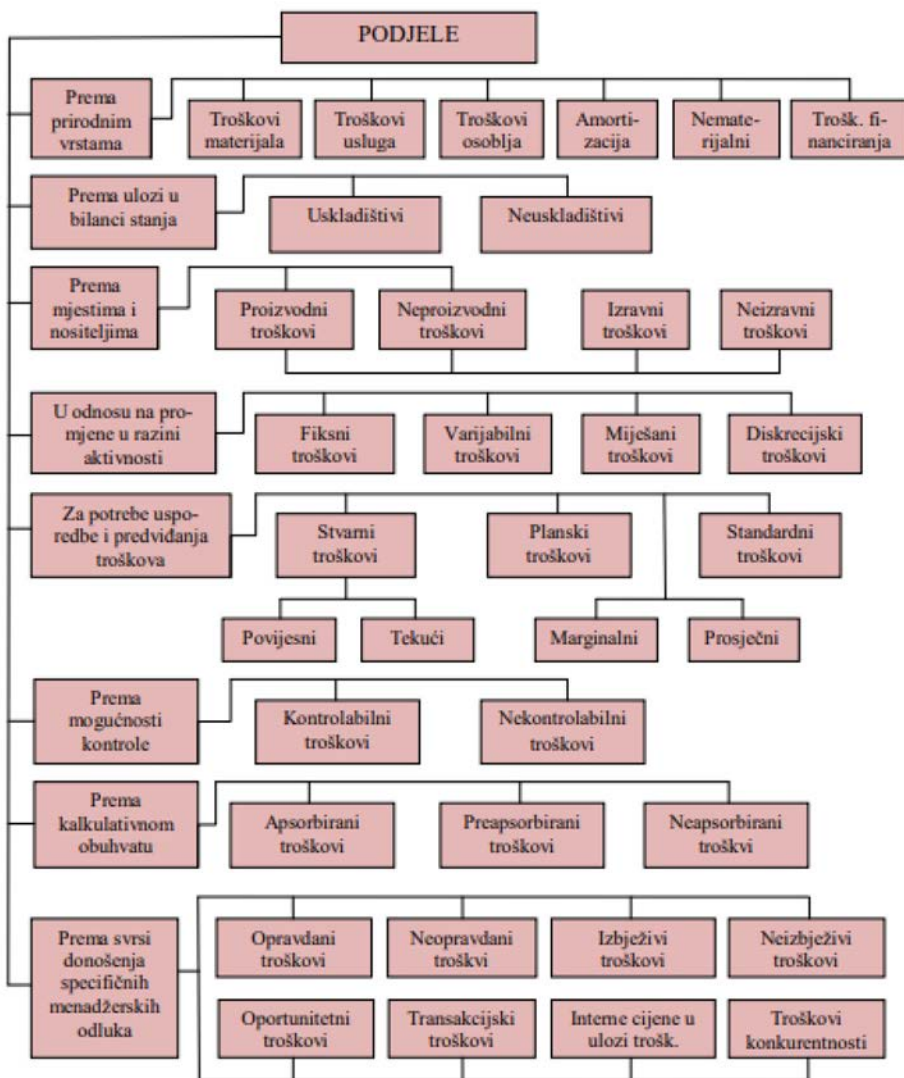 PODJELE
Prema
prirodnim
vrstama
Troškovi
materijala
Troškovi
usluga
Troškovi
osoblja
Amorti-
zacija
Nemate-
rijalni
Trošk. fi-
nanciranja
Prema ulozi u
bilanci stanja
Uskladištivi
Neuskladištivi
Prema
mjestima i
nositeljima
Proizvodni
troškovi
Neproizvodni
troškovi
Izravni
troškovi
Neizravni
troškovi
U odnosu na pro-
mjene u razini
aktivnosti
Fiksni
troškovi
Varijabilni
troškovi
Miješani
troškovi
Diskrecijski
troškovi
Za potrebe uspo-
redbe i predviđanja
troškova
Stvarni
troškovi
Planski
troškovi
Standardni
troškovi
Povijesni
Tekući
Marginalni
Prosječni
Prema
mogućnosti
kontrole
Kontrolabilni
troškovi
Nekontrolabilni
troškovi
Prema
kalkulativnom
obuhvatu
Apsorbirani
troškovi
Preapsorbirani
troškovi
Neapsorbirani
troškvi
Prema svrsi
donošenja
specifičnih
menadžerskih
odluka
Opravdani
troškovi
Neopravdani
troškvi
Izbježivi
troškovi
Neizbježivi
troškovi
Oportunitetni
troškovi
Transakcijski
troškovi
Interne cijene u
ulozi trošk.
Troškovi
konkurentnosti